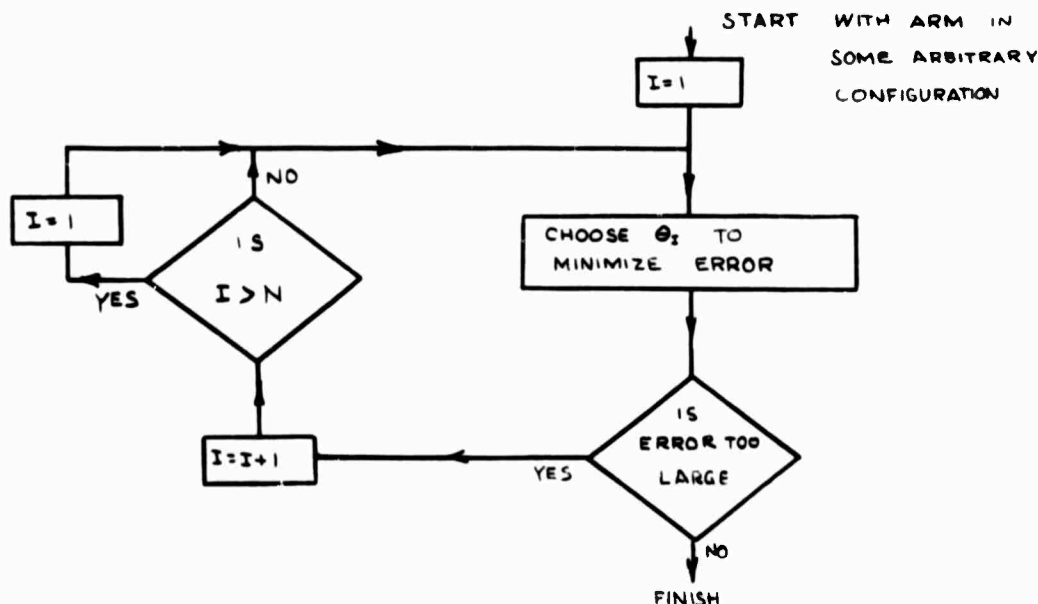 START WITH ARM IN
SOME ARBITRARY
CONFIGURATION
I=1
NO
I = 1
IS
I > N
YES
CHOOSE θ_I TO
MINIMIZE ERROR
IS
ERROR TOO
LARGE
I=I+1
YES
NO
FINISH